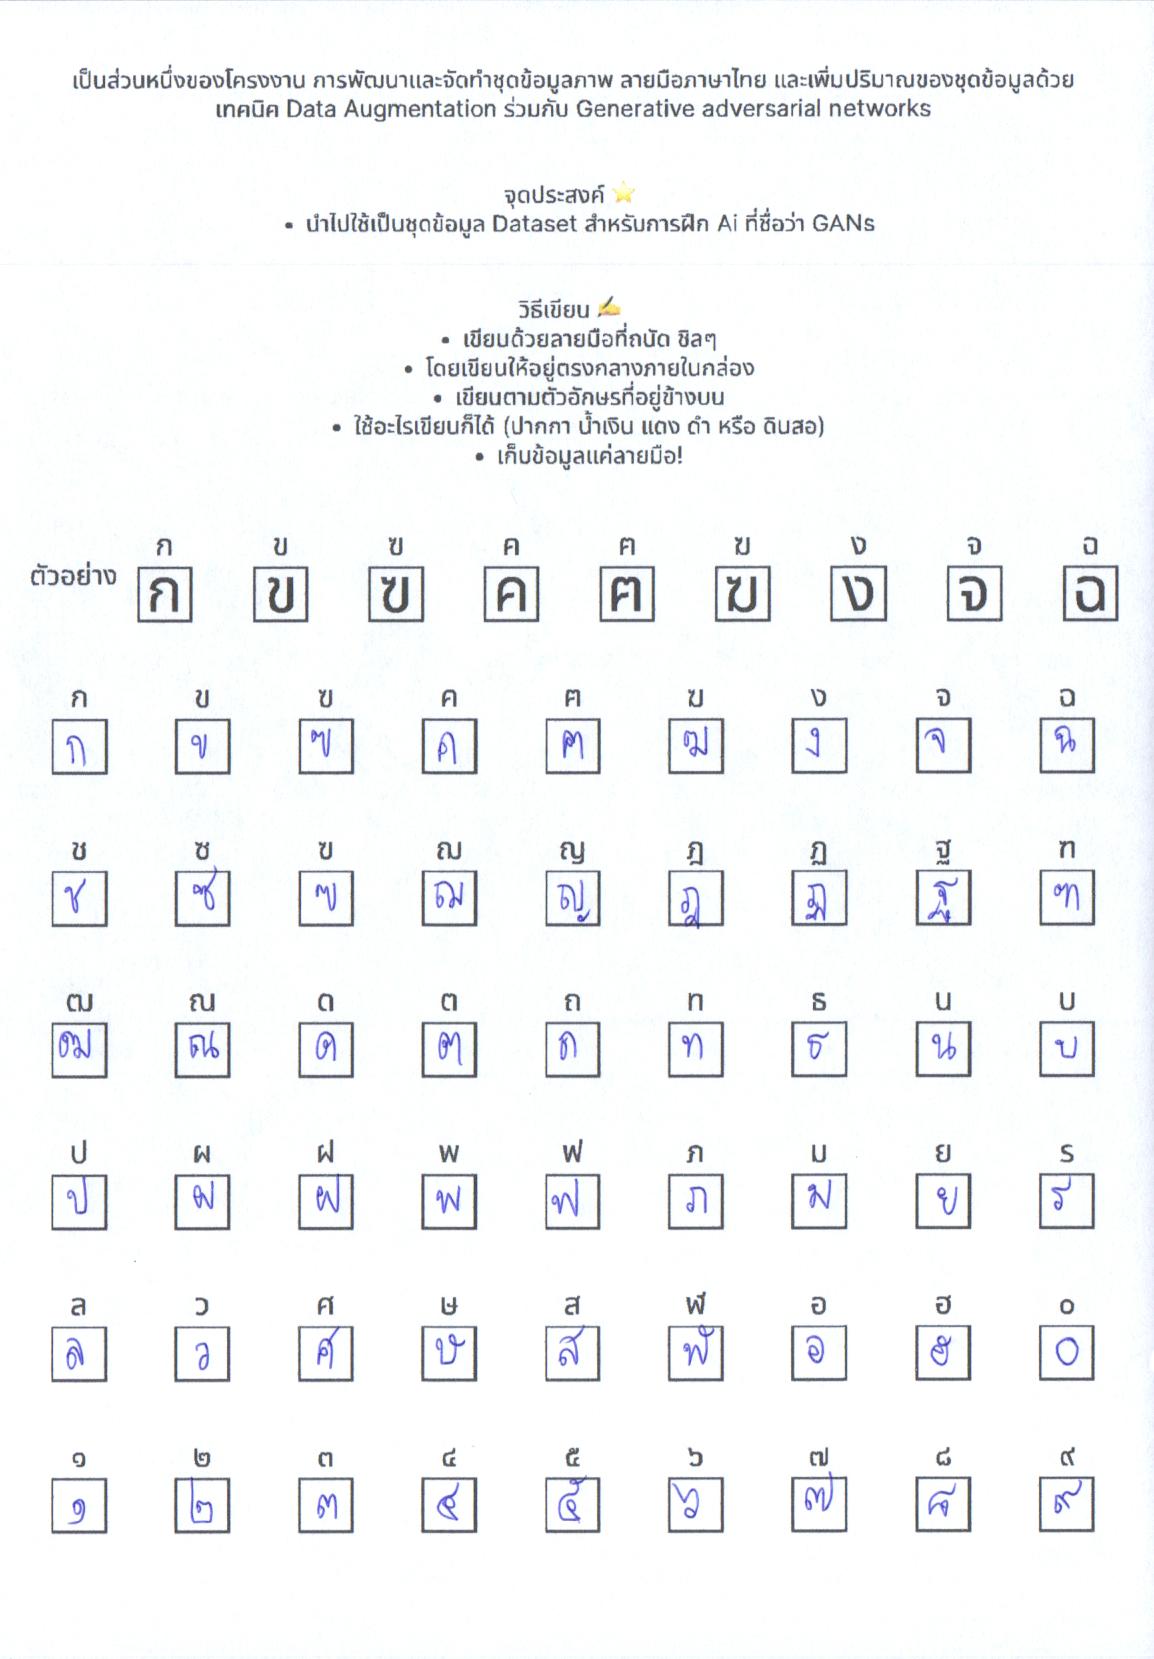 เป็นส่วนหนึ่งของโครงงาน การพัฒนาและจัดทำชุดข้อมูลภาพ ลายมือภาษาไทย และเพิ่มปริมาณของชุดข้อมูลด้วย
เทคนิค Data Augmentation ร่วมกับ Generative adversarial networks
จุดประสงค์ ⭐
• นำไปใช้เป็นชุดข้อมูล Dataset สำหรับการฝึก Ai ที่ชื่อว่า GANs
วิธีเขียน ✍️
• เขียนด้วยลายมือที่ถนัด ชิลๆ
• โดยเขียนให้อยู่ตรงกลางภายในกล่อง
• เขียนตามตัวอักษรที่อยู่ข้างบน
• ใช้อะไรเขียนก็ได้ (ปากกา น้ำเงิน แดง ดำ หรือ ดินสอ)
• เก็บข้อมูลแค่ลายมือ!
ก ข ฃ ค ฅ ฆ ง จ ฉ
ตัวอย่าง ก ข ฃ ค ฅ ฆ ง จ ฉ
ก ข ฃ ค ฅ ฆ ง จ ฉ
ก ข ฃ ค ฅ ฆ ง จ ฉ
ช ซ ฃ ฌ ญ ฎ ฏ ฐ ฑ
ช ซ ฃ ฌ ญ ฎ ฏ ฐ ฑ
ฒ ณ ด ต ถ ท ธ น บ
ฒ ณ ด ต ถ ท ธ น บ
ป ผ ฝ พ ฟ ภ ม ย ร
ป ผ ฝ พ ฟ ภ ม ย ร
ล ว ศ ษ ส ฬ อ ฮ ๐
ล ว ศ ษ ส ฬ อ ฮ ๐
๑ ๒ ๓ ๔ ๕ ๖ ๗ ๘ ๙
๑ ๒ ๓ ๔ ๕ ๖ ๗ ๘ ๙